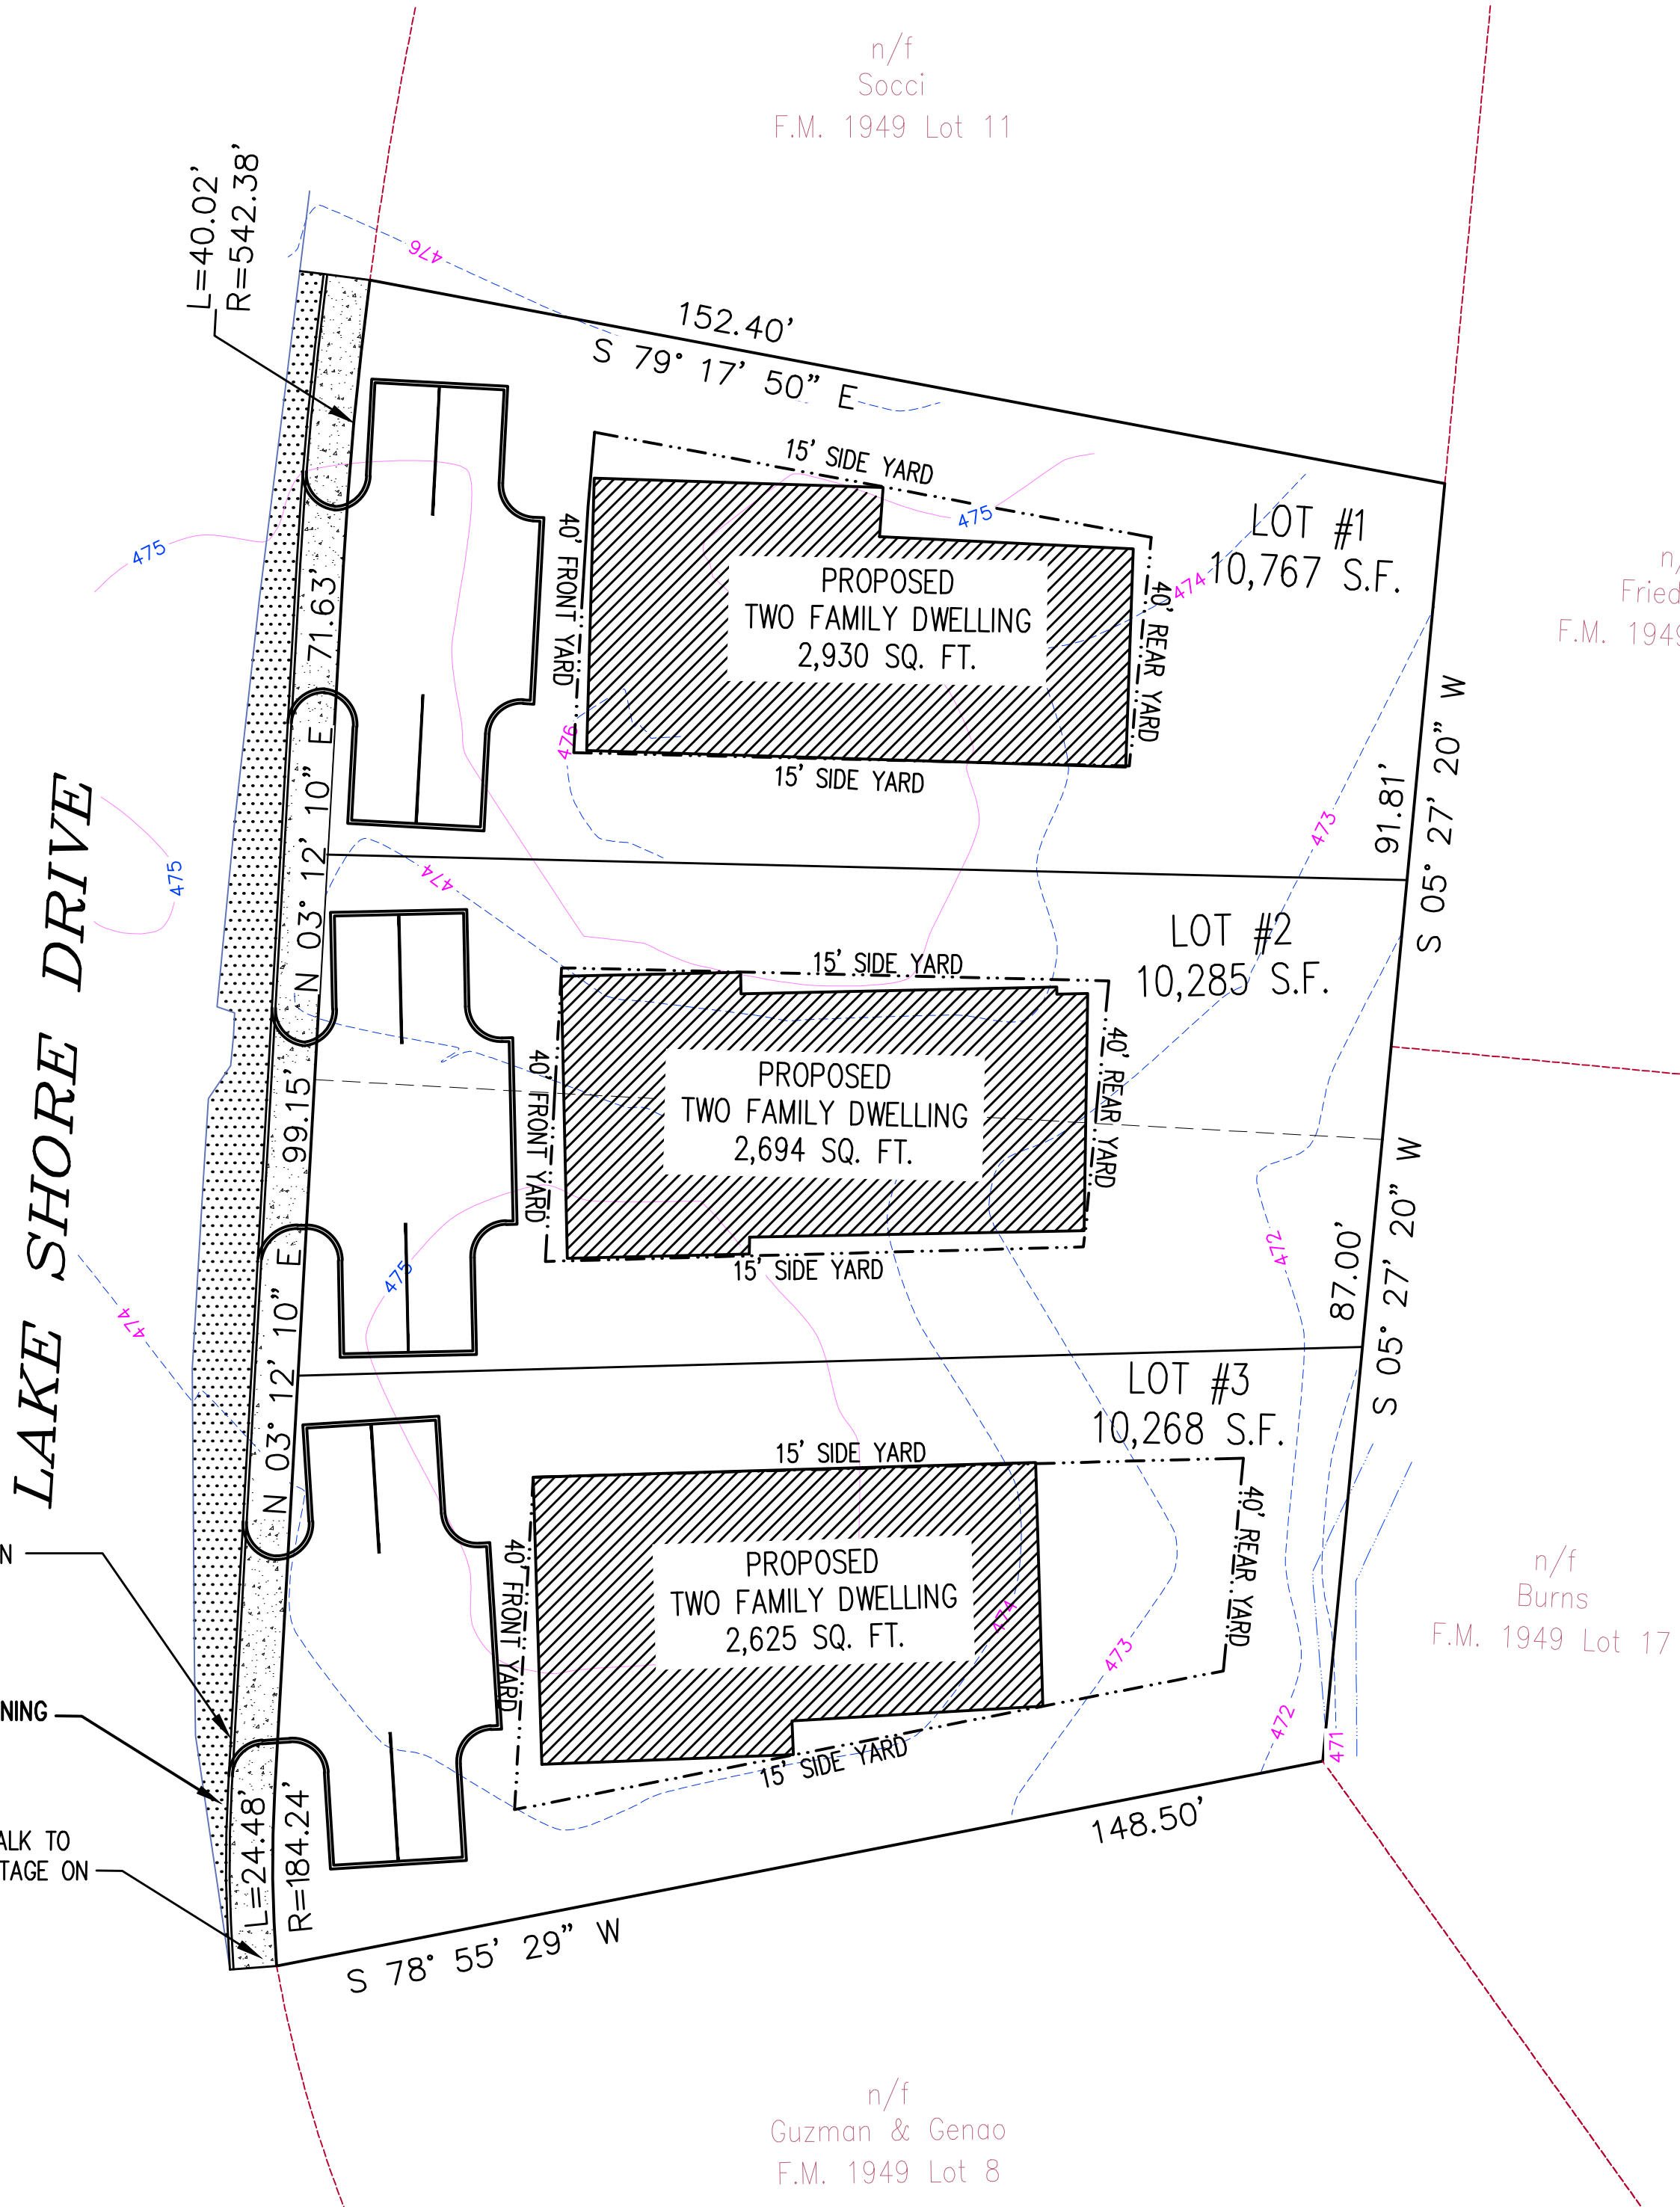 n/f
Socci
F.M. 1949 Lot 11
L=40.02'
R=542.38'
476
152.40'
S 79° 17' 50" E
15' SIDE YARD
475
LOT #1
10,767 S.F.
474
475
40' FRONT YARD
PROPOSED
TWO FAMILY DWELLING
2,930 SQ. FT.
40' REAR YARD
F.M. 1949
N 03° 12' 10" E 71.63'
476
15' SIDE YARD
473
91.81'
S 05° 27' 20" W
475
474
LAKE SHORE DRIVE
LOT #2
10,285 S.F.
15' SIDE YARD
40' FRONT YARD
PROPOSED
TWO FAMILY DWELLING
2,694 SQ. FT.
40' REAR YARD
N 03° 12' 10" E 99.15'
475
474
15' SIDE YARD
472
87.00'
S 05° 27' 20" W
LOT #3
10,268 S.F.
15' SIDE YARD
40' FRONT YARD
PROPOSED
TWO FAMILY DWELLING
2,625 SQ. FT.
474
473
40' REAR YARD
n/f
Burns
F.M. 1949 Lot 17
472
471
15' SIDE YARD
ALK TO
TAGE ON
L=24.48'
R=184.24'
148.50'
S 78° 55' 29" W
n/f
Guzman & Genao
F.M. 1949 Lot 8